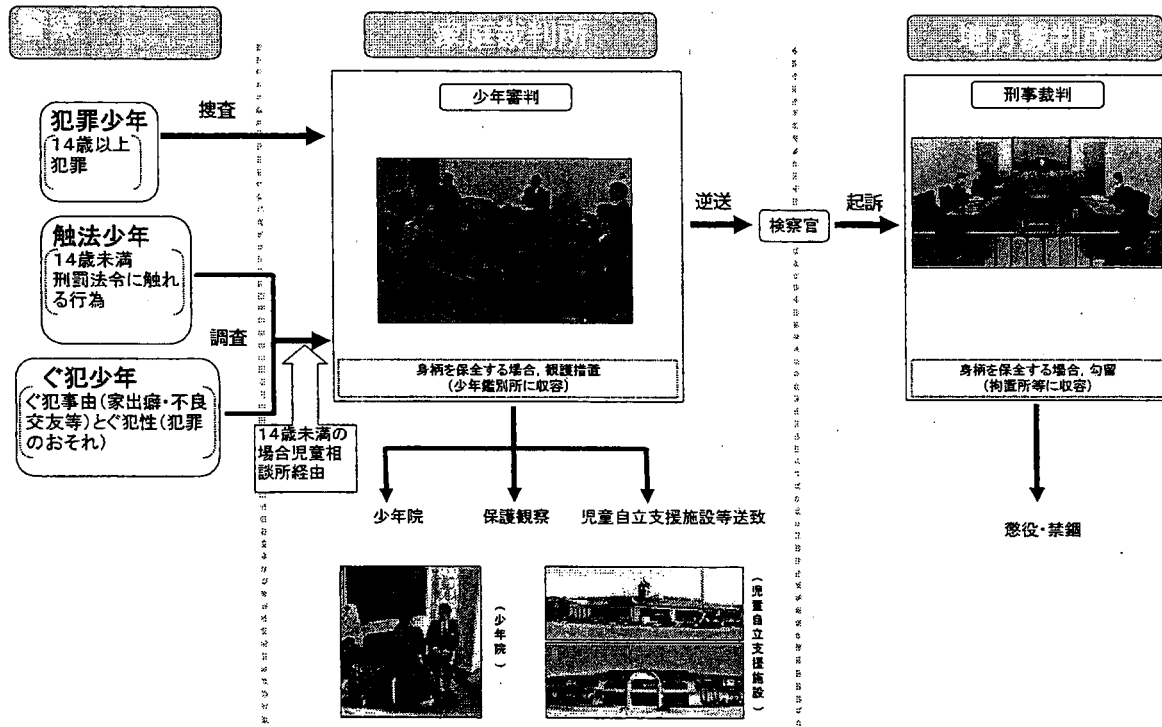 警察
家庭裁判所
地方裁判所
犯罪少年
14歳以上
犯罪
捜査
触法少年
14歳未満
刑罰法令に触れ
る行為
調査
ぐ犯少年
ぐ犯事由(家出癖・不良
交友等)とぐ犯性(犯罪
のおそれ)
14歳未満の
場合児童相
談所経由
少年審判
身柄を保全する場合，観護措置
(少年鑑別所に収容)
少年院
保護観察
児童自立支援施設等送致
(少年院)
(児童自立支援施設)
逆送
検察官
起訴
刑事裁判
身柄を保全する場合，勾留
(拘置所等に収容)
懲役・禁錮